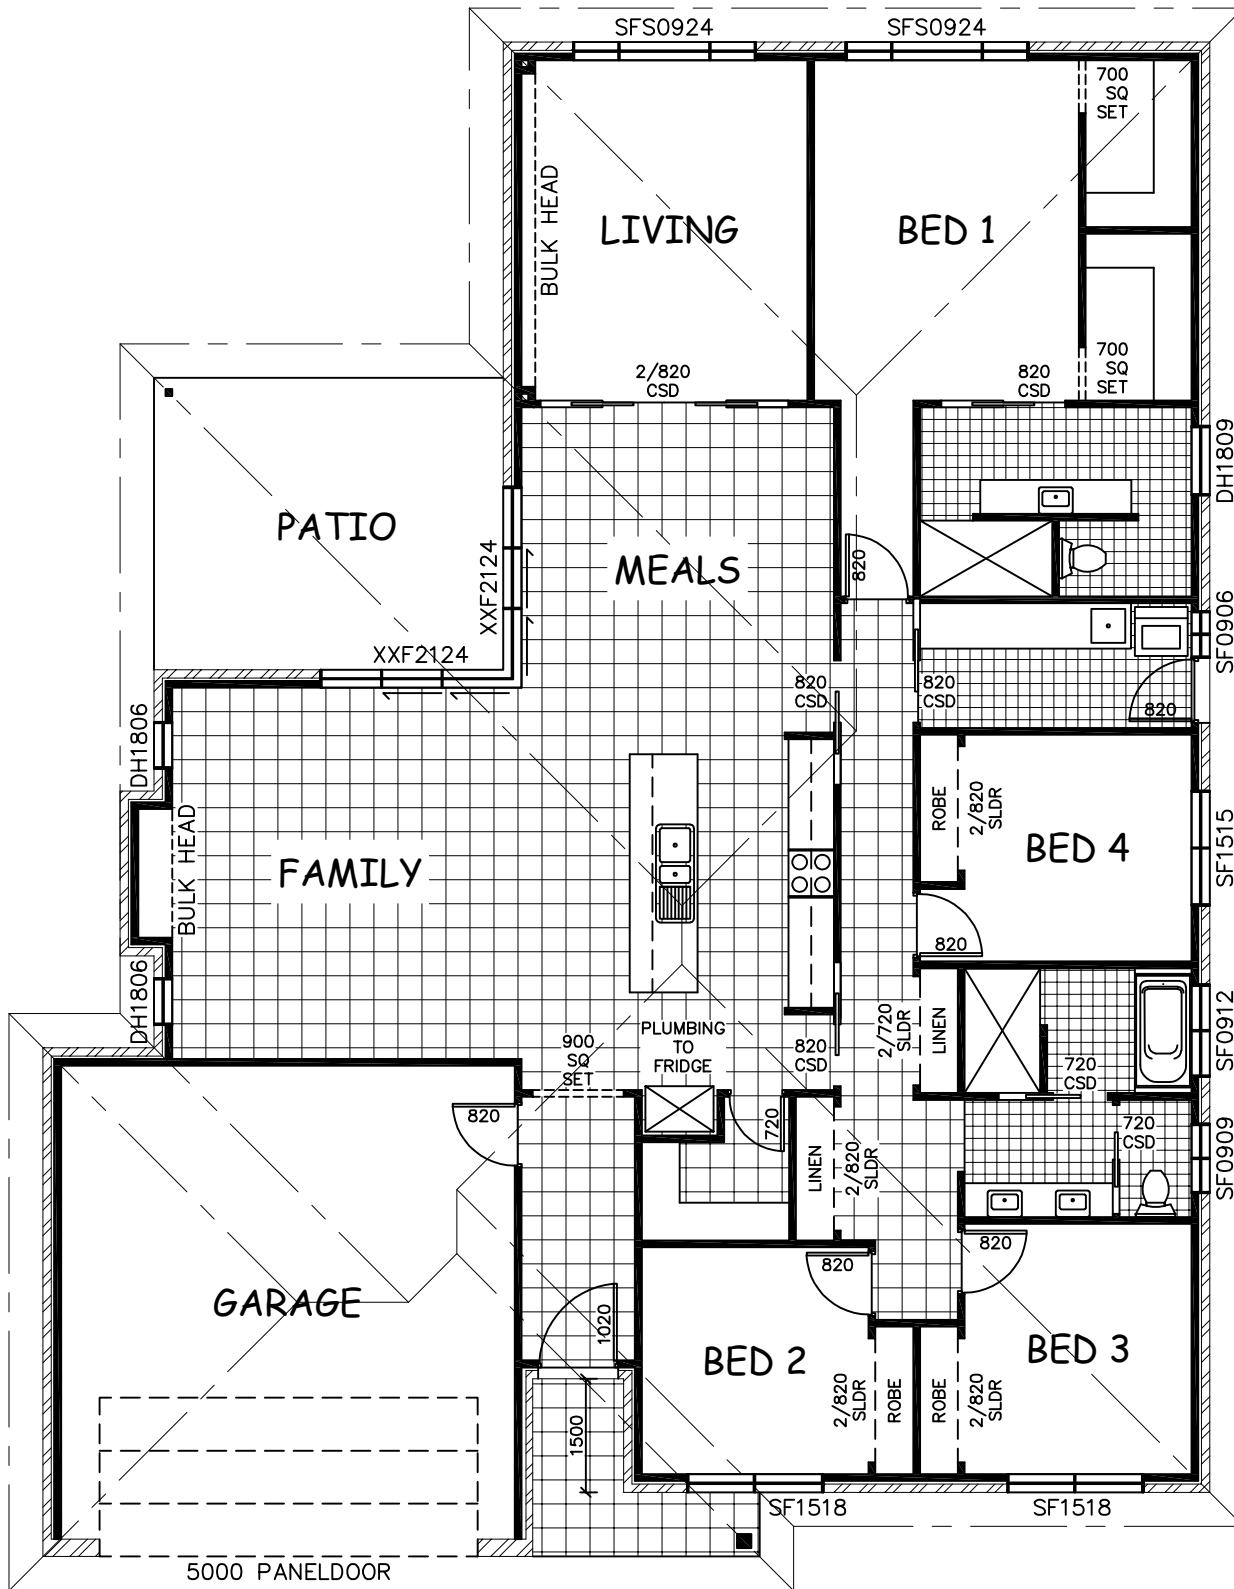 SFS0924
SFS0924
700
SQ
SET
BULK HEAD
LIVING
BED 1
2/820
CSD
820
CSD
700
SQ
SET
DH1809
PATIO
XXF2124
MEALS
820
XXF2124
SF0906
820
CSD
820
CSD
820
DH1806
ROBE
2/820
SLDR
BED 4
SF1515
BULK HEAD
FAMILY
820
DH1806
900
SQ
SET
PLUMBING
TO
FRIDGE
820
CSD
2/720
SLDR
LINEN
SF0912
720
CSD
820
720
LINEN
2/820
SLDR
720
CSD
SF0909
820
820
GARAGE
1020
BED 2
BED 3
2/820
SLDR
ROBE
ROBE
2/820
SLDR
1500
SF1518
SF1518
5000 PANELDOOR